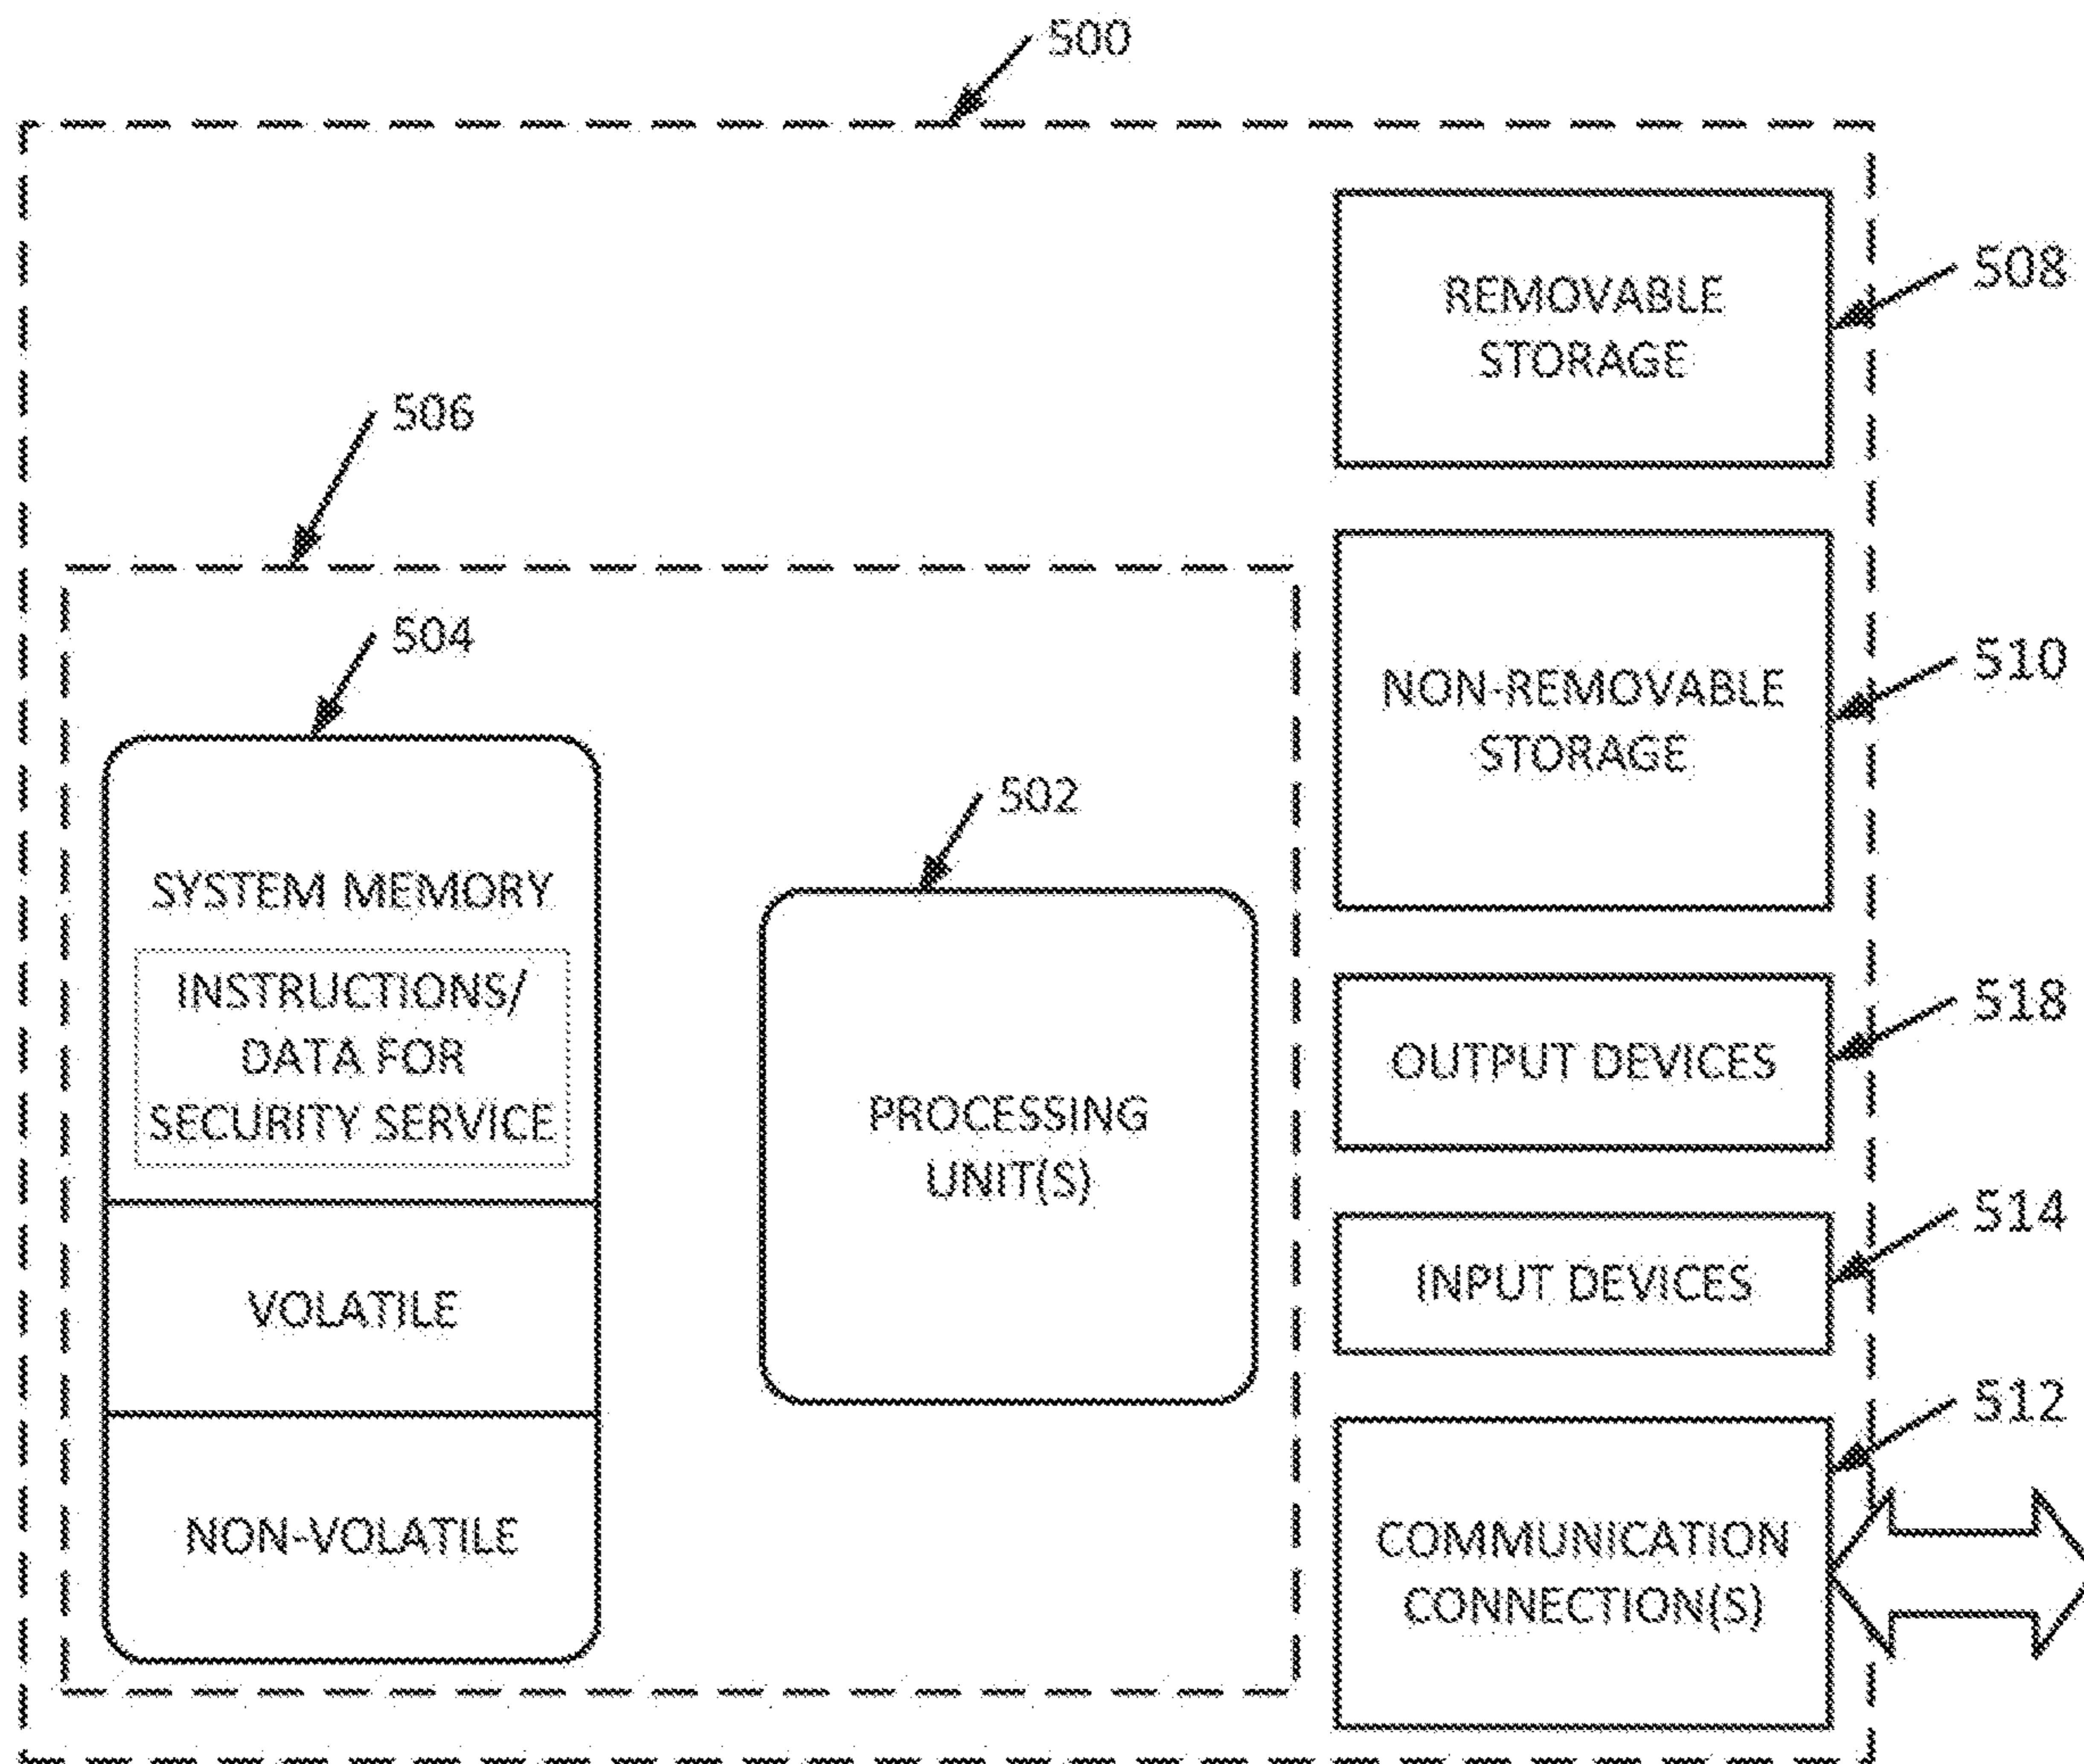 500
REMOVABLE
STORAGE
508
506
NON-REMOVABLE
STORAGE
510
504
SYSTEM MEMORY
INSTRUCTIONS/
DATA FOR
SECURITY SERVICE
VOLATILE
NON-VOLATILE
502
PROCESSING
UNIT(S)
OUTPUT DEVICES
518
INPUT DEVICES
514
COMMUNICATION
CONNECTION(S)
512